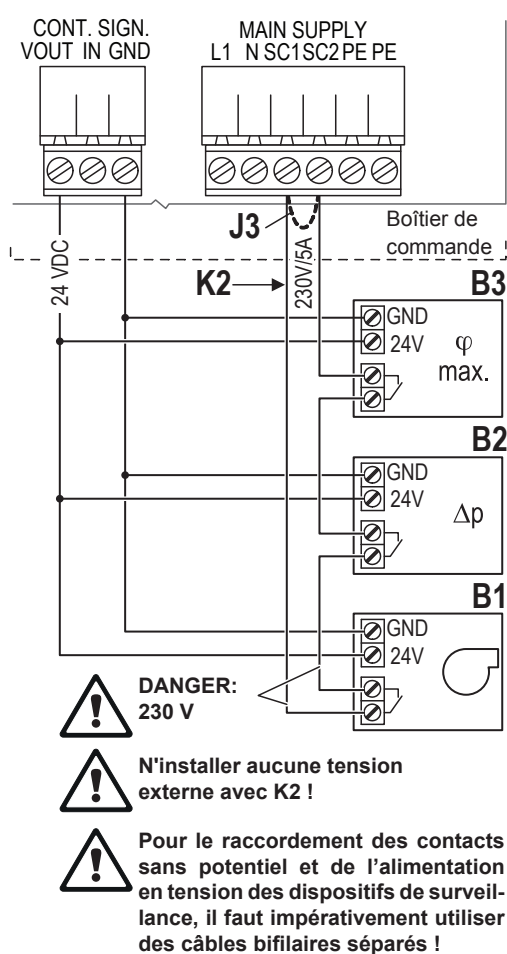 CONT. SIGN.
VOUT IN GND
MAIN SUPPLY
L1 N SC1 SC2 PE PE
J3
Boîtier de
commande
24 VDC
K2
230V/5A
B3
GND
24V
φ
max.
B2
GND
24V
Δp
B1
GND
24V
DANGER:
230 V
N'installer aucune tension
externe avec K2 !
Pour le raccordement des contacts
sans potentiel et de l'alimentation
en tension des dispositifs de surveil-
lance, il faut impérativement utiliser
des câbles bifilaires séparés !